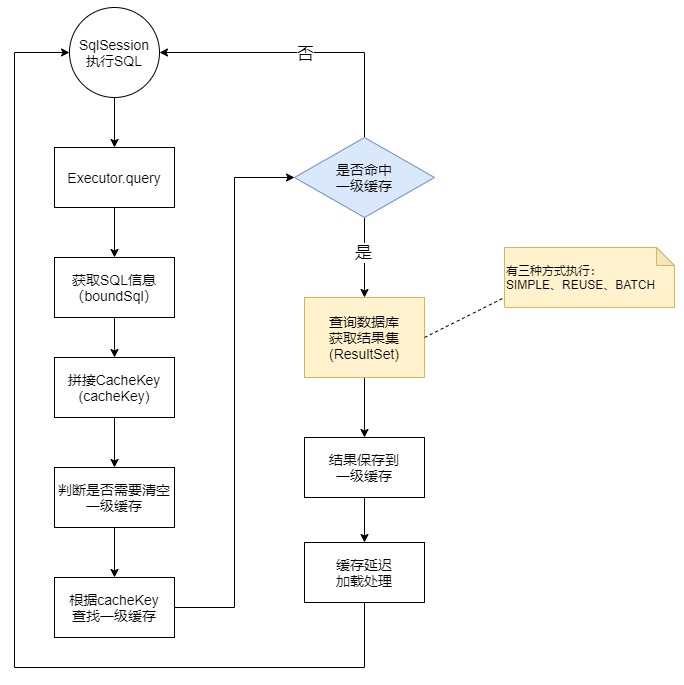 SqlSession
执行SQL
Executor.query
获取SQL信息
（boundSql）
拼接CacheKey
（cacheKey）
判断是否需要清空
一级缓存
根据cacheKey
查找一级缓存
否
是否命中
一级缓存
是
查询数据库
获取结果集
(ResultSet)
有三种方式执行：
SIMPLE、REUSE、BATCH
结果保存到
一级缓存
缓存延迟
加载处理